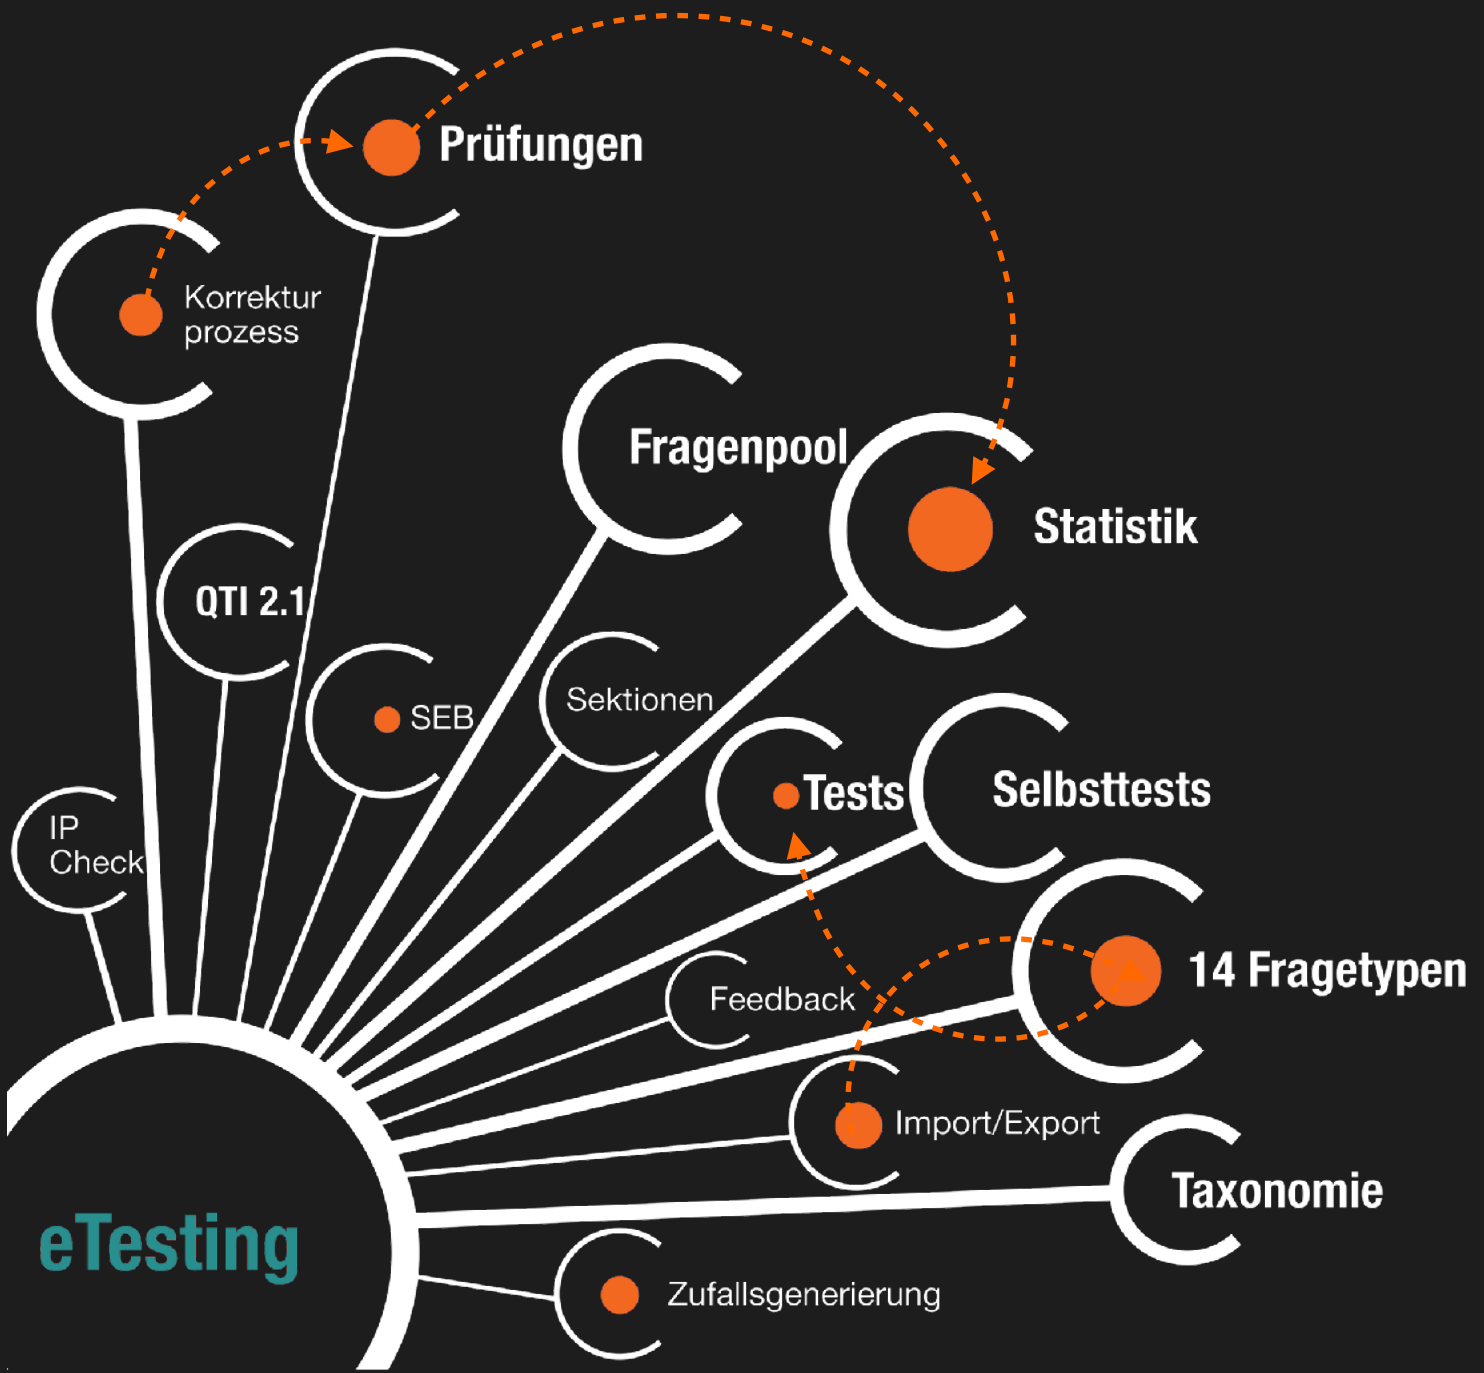 Prüfungen
Korrektur
prozess
Fragenpool
Statistik
QTI 2.1
SEB
Sektionen
Tests
Selbsttests
IP
Check
14 Fragetypen
Feedback
Import/Export
Taxonomie
eTesting
Zufallsgenerierung